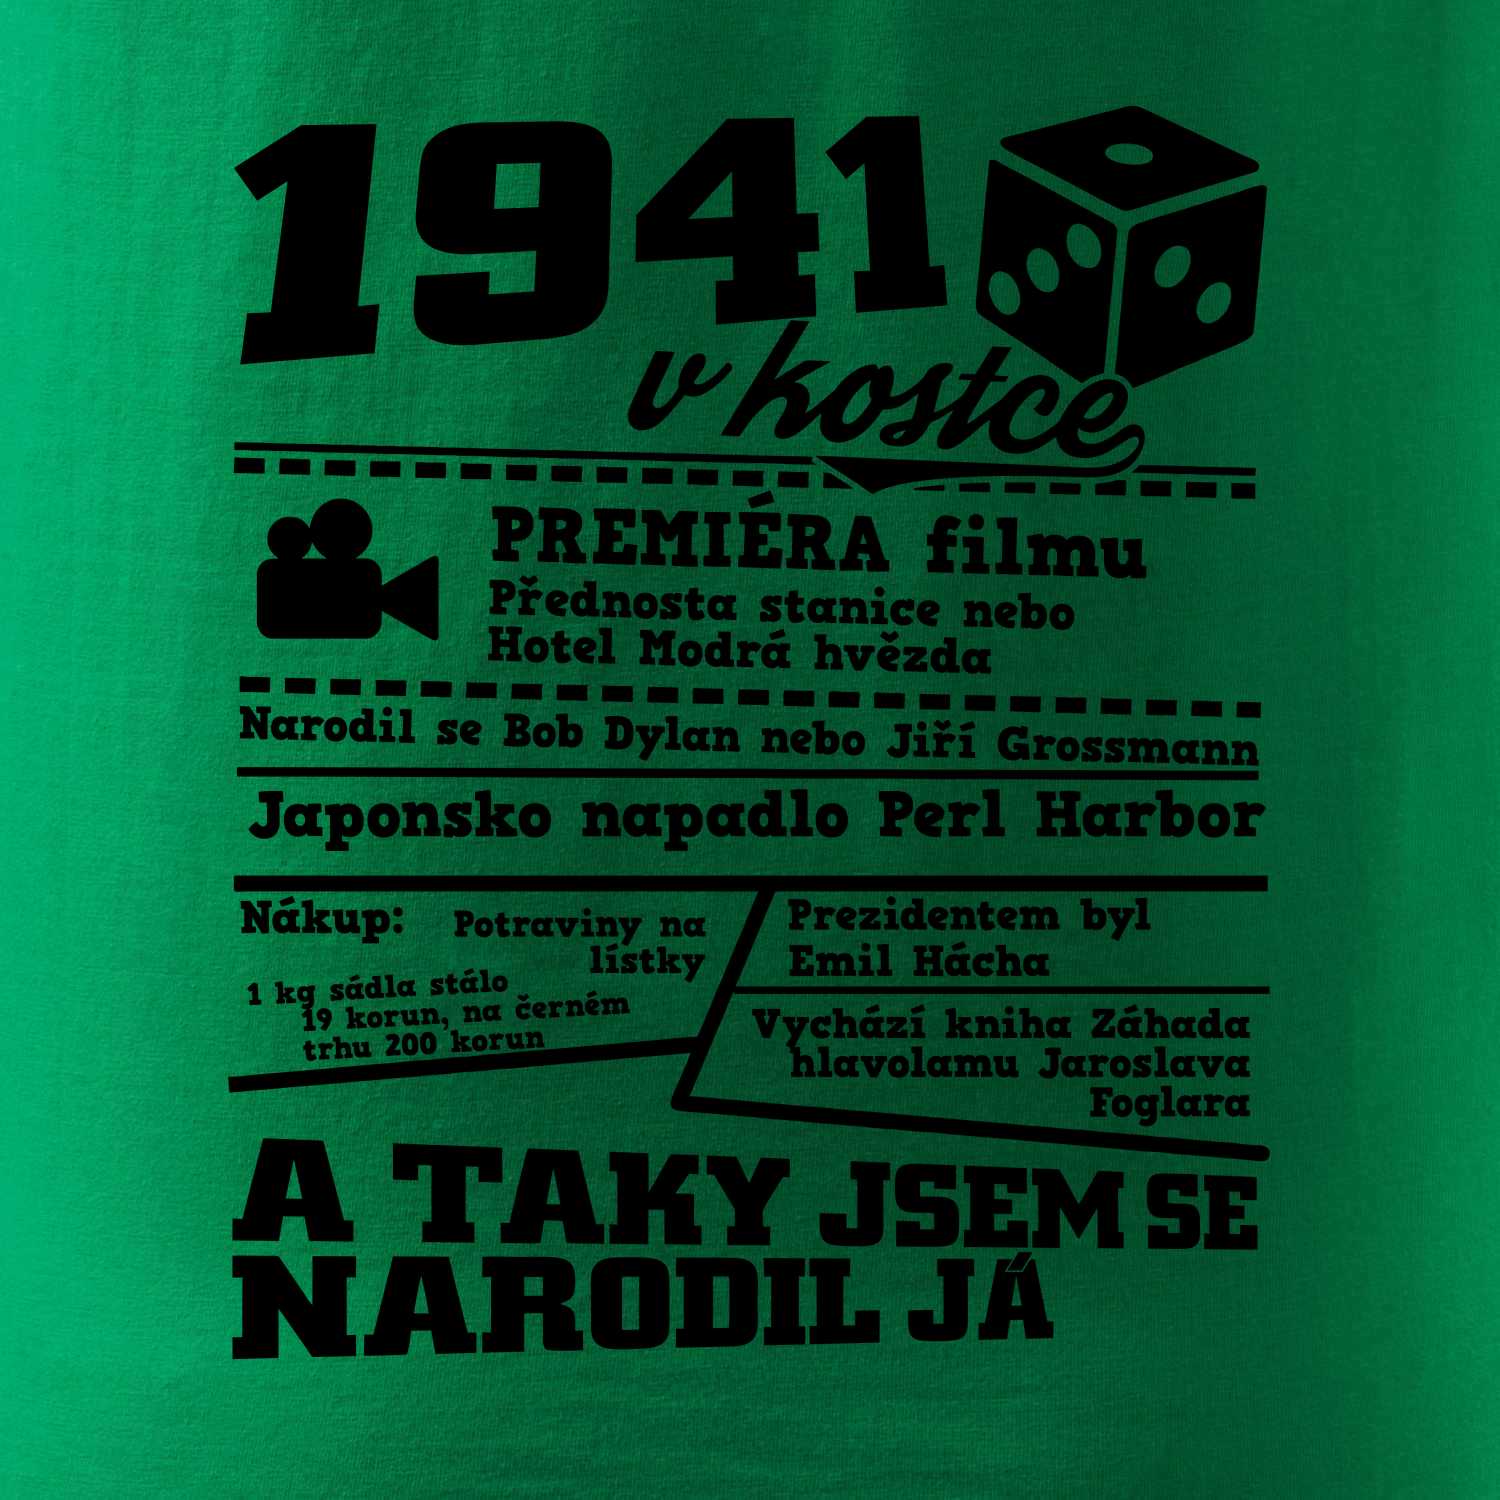 1941
v kostce
PREMIÉRA filmu
Přednosta stanice nebo
Hotel Modrá hvězda
Narodil se Bob Dylan nebo Jiří Grossmann
Japonsko napadlo Perl Harbor
Nákup:
Potraviny na
lístky
1 kg sádla stálo
19 korun, na černém
trhu 200 korun
Prezidentem byl
Emil Hácha
Vychází kniha Záhada
hlavolamu Jaroslava
Foglara
A TAKY JSEM SE
NARODIL JÁ